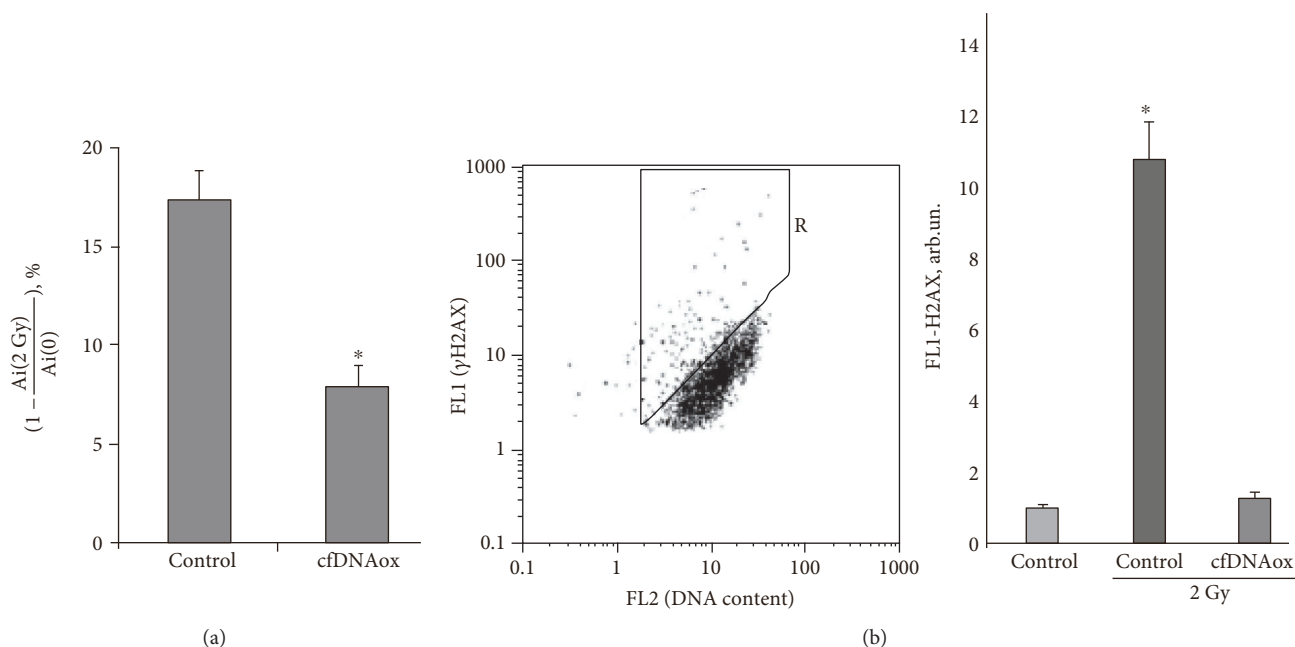 20
15
10
5
0
(1 − Ai(2 Gy)/Ai(0)), %
*
Control
cfDNAox
(a)
1000
100
10
1
0.1
FL1 (γH2AX)
R
0.1
1
10
100
1000
FL2 (DNA content)
14
12
10
8
6
4
2
0
FL1-H2AX, arb.un.
*
Control
Control
cfDNAox
2 Gy
(b)